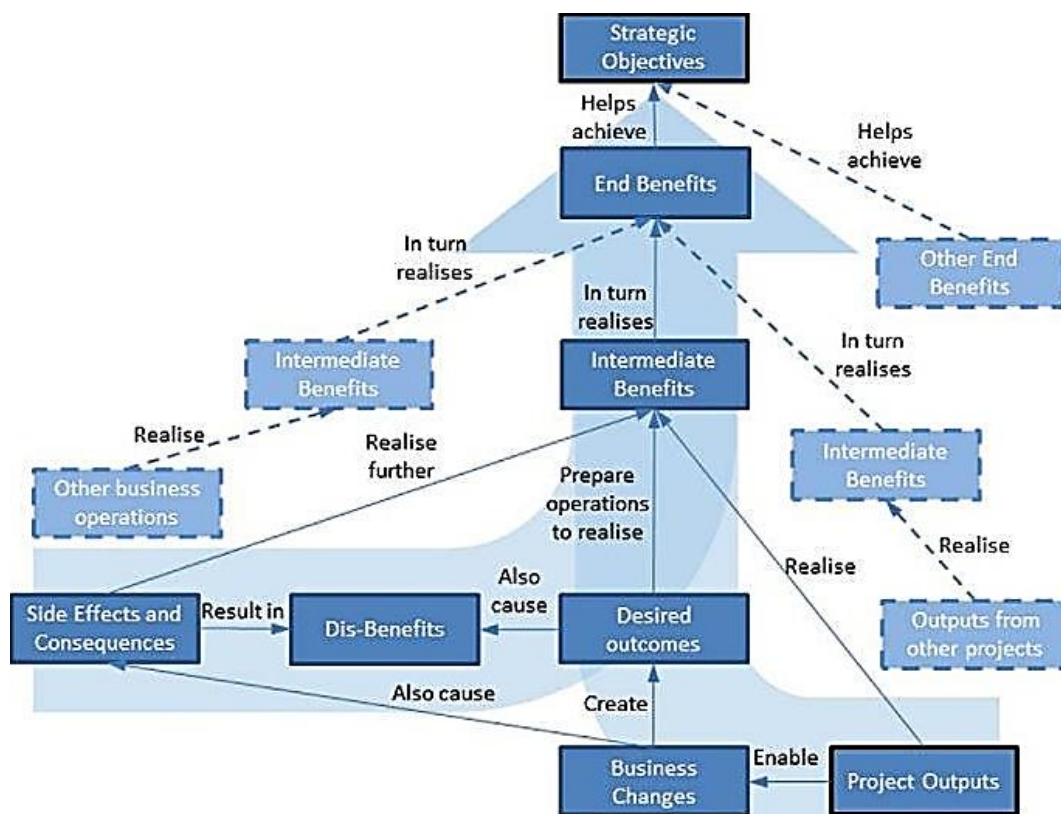 Strategic
Objectives
Helps
achieve
Helps
achieve
End Benefits
In turn
realises
Other End
Benefits
In turn
realises
In turn
realises
Intermediate
Benefits
Intermediate
Benefits
Realise
Realise
further
Intermediate
Benefits
Other business
operations
Prepare
operations
to realise
Realise
Realise
Also
cause
Side Effects and
Consequences
Result in
Dis-Benefits
Desired
outcomes
Outputs from
other projects
Also cause
Create
Enable
Business
Changes
Project Outputs